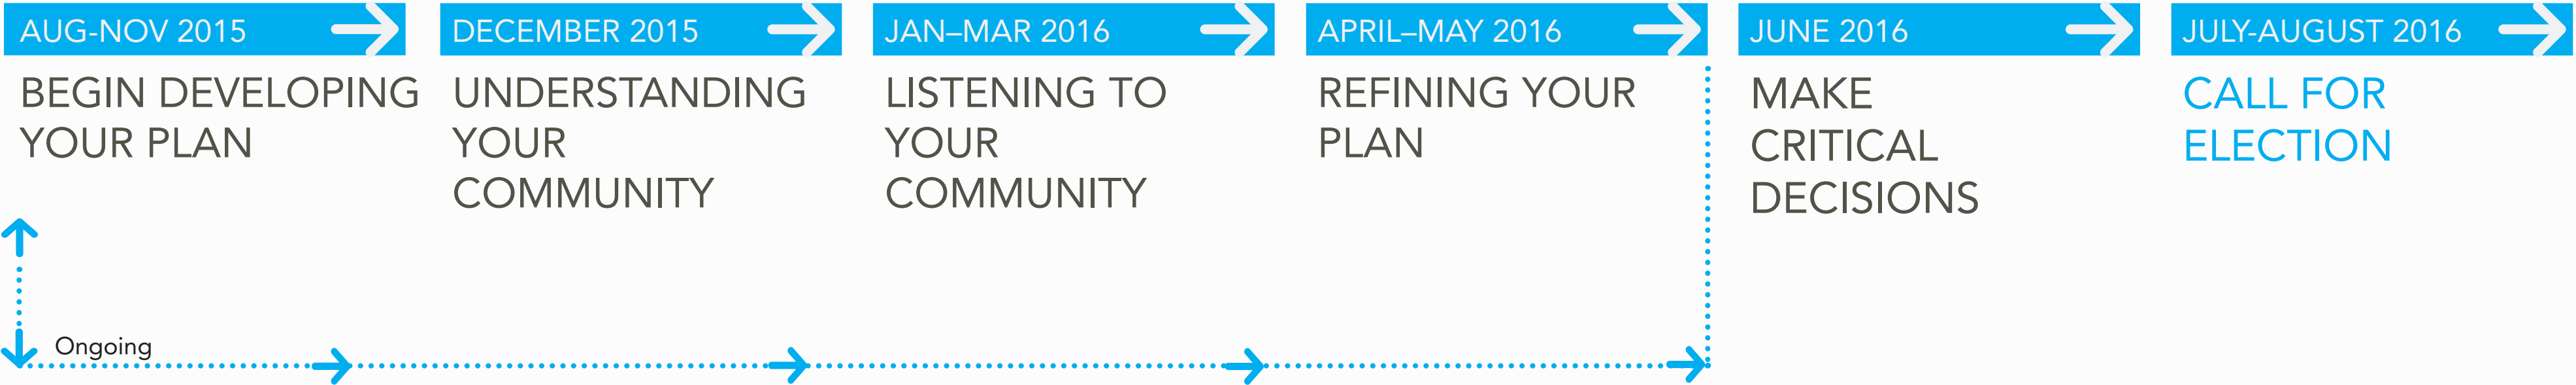 AUG-NOV 2015
BEGIN DEVELOPING
YOUR PLAN
DECEMBER 2015
UNDERSTANDING
YOUR
COMMUNITY
JAN–MAR 2016
LISTENING TO
YOUR
COMMUNITY
APRIL–MAY 2016
REFINING YOUR
PLAN
JUNE 2016
MAKE
CRITICAL
DECISIONS
JULY-AUGUST 2016
CALL FOR
ELECTION
Ongoing